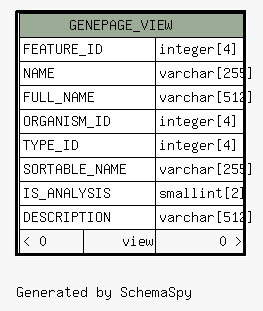 GENEPAGE_VIEW
FEATURE_ID integer[4]
NAME varchar[255]
FULL_NAME varchar[512]
ORGANISM_ID integer[4]
TYPE_ID integer[4]
SORTABLE_NAME varchar[255]
IS_ANALYSIS smallint[2]
DESCRIPTION varchar[512]
< 0 view 0 >
Generated by SchemaSpy